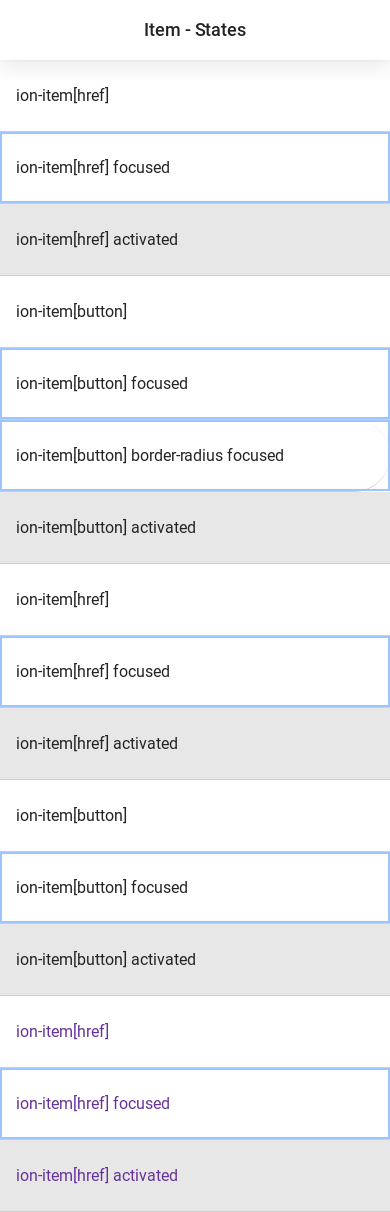 Item - States
ion-item[href]
ion-item[href] focused
ion-item[href] activated
ion-item[button]
ion-item[button] focused
ion-item[button] border-radius focused
ion-item[button] activated
ion-item[href]
ion-item[href] focused
ion-item[href] activated
ion-item[button]
ion-item[button] focused
ion-item[button] activated
ion-item[href]
ion-item[href] focused
ion-item[href] activated